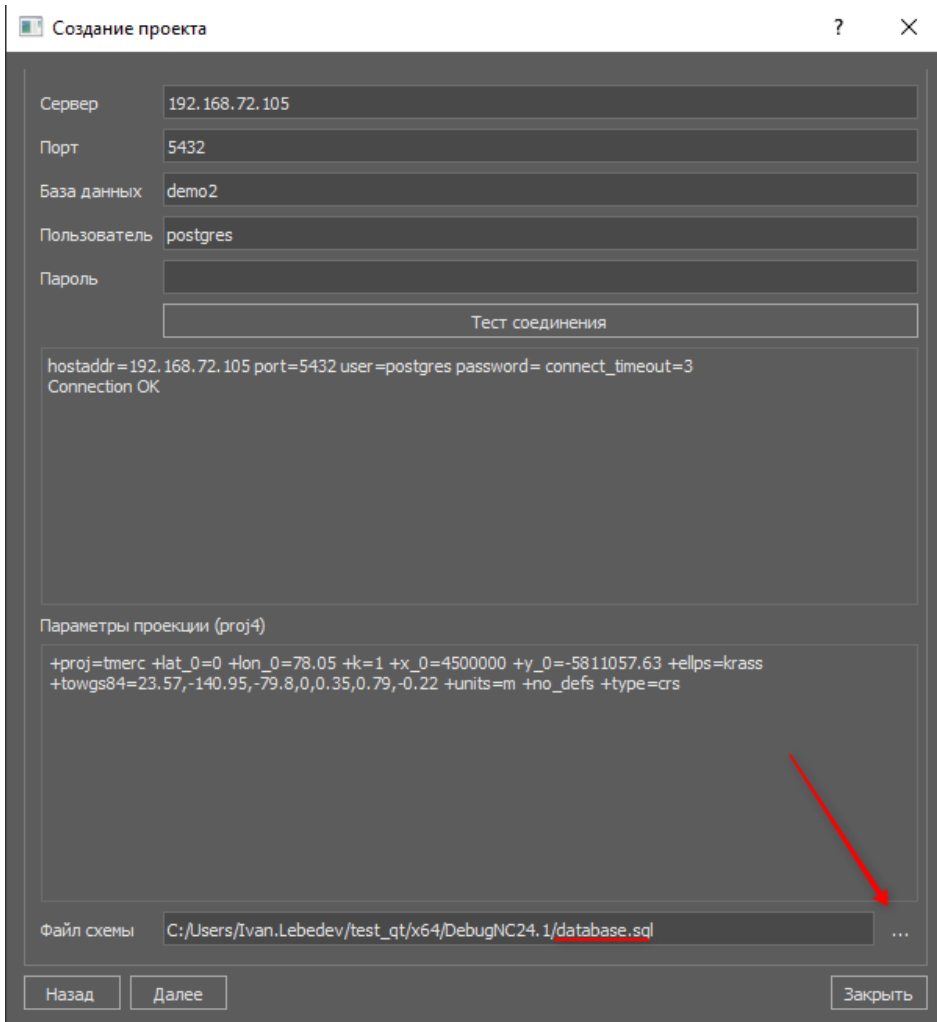 Создание проекта
?
Сервер 192.168.72.105
Порт 5432
База данных demo2
Пользователь postgres
Пароль
Тест соединения
hostaddr=192.168.72.105 port=5432 user=postgres password= connect_timeout=3
Connection OK
Параметры проекции (proj4)
+proj=tmerc +lat_0=0 +lon_0=78.05 +k=1 +x_0=4500000 +y_0=-5811057.63 +ellps=krass
+towgs84=23.57,-140.95,-79.8,0,0.35,0.79,-0.22 +units=m +no_defs +type=crs
Файл схемы C:/Users/Ivan.Lebedev/test_qt/x64/DebugNC24.1/database.sql ...
Назад Далее Закрыть